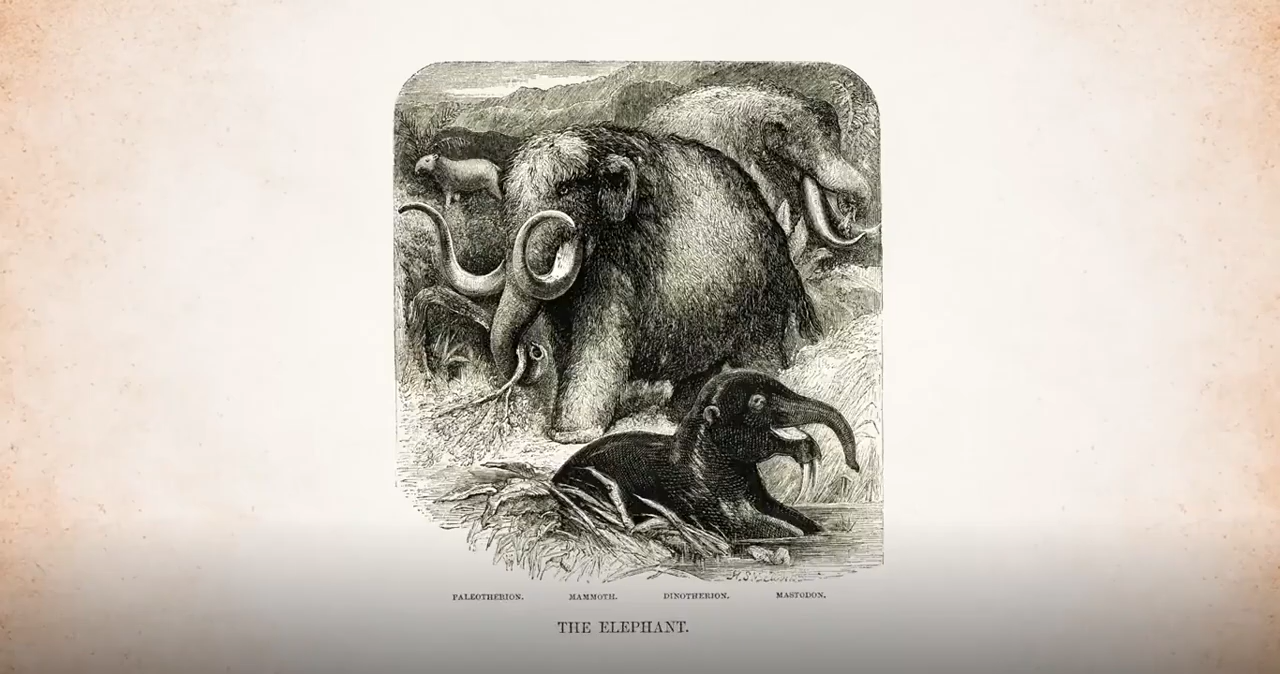 PALEOTHERION. MAMMOTH. DINOTHERION. MASTODON.
THE ELEPHANT.